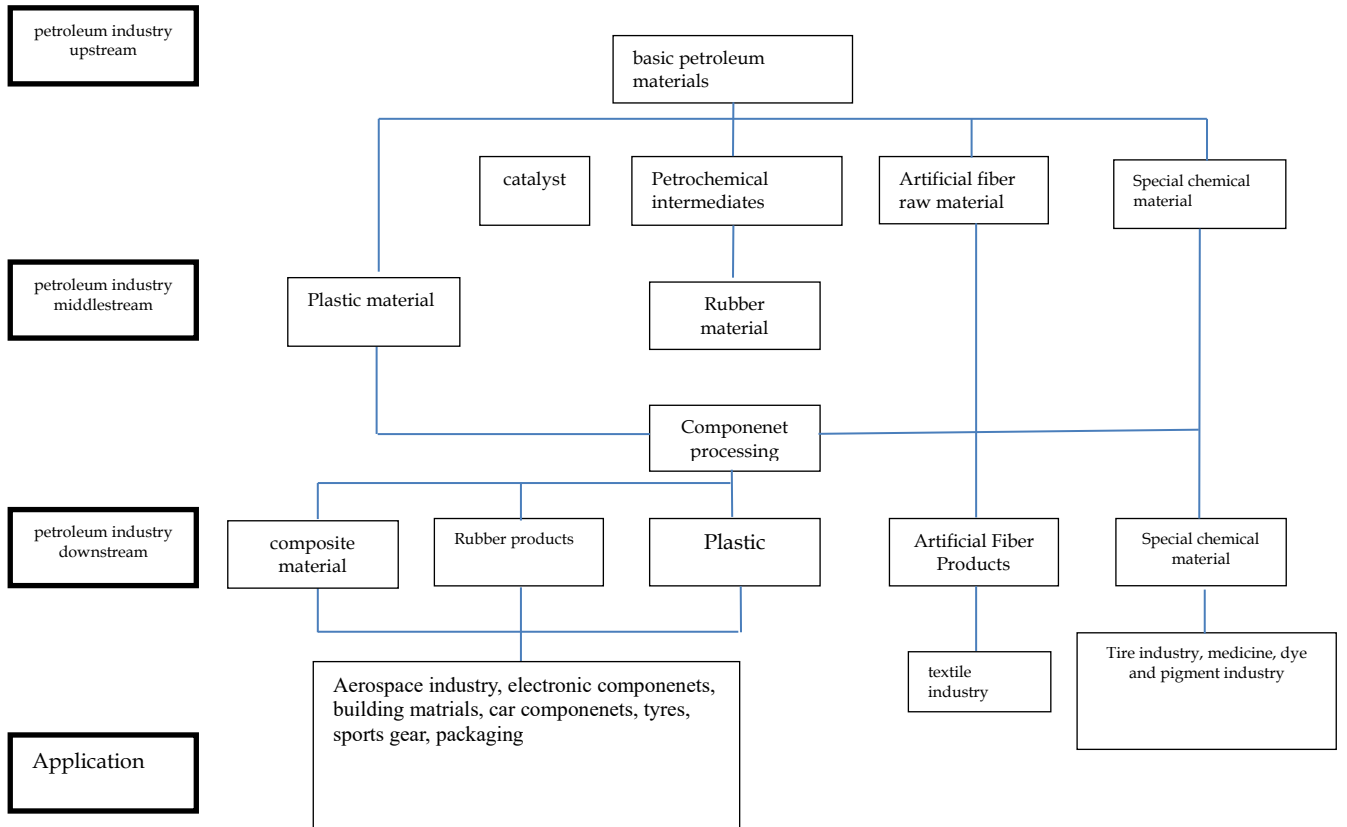 petroleum industry
upstream
basic petroleum
materials
catalyst
Petrochemical
intermediates
Artificial fiber
raw material
Special chemical
material
petroleum industry
middlestream
Plastic material
Rubber
material
Componenet
processing
petroleum industry
downstream
composite
material
Rubber products
Plastic
Artificial Fiber
Products
Special chemical
material
Aerospace industry, electronic componenets,
building matrials, car componenets, tyres,
sports gear, packaging
textile
industry
Tire industry, medicine, dye
and pigment industry
Application